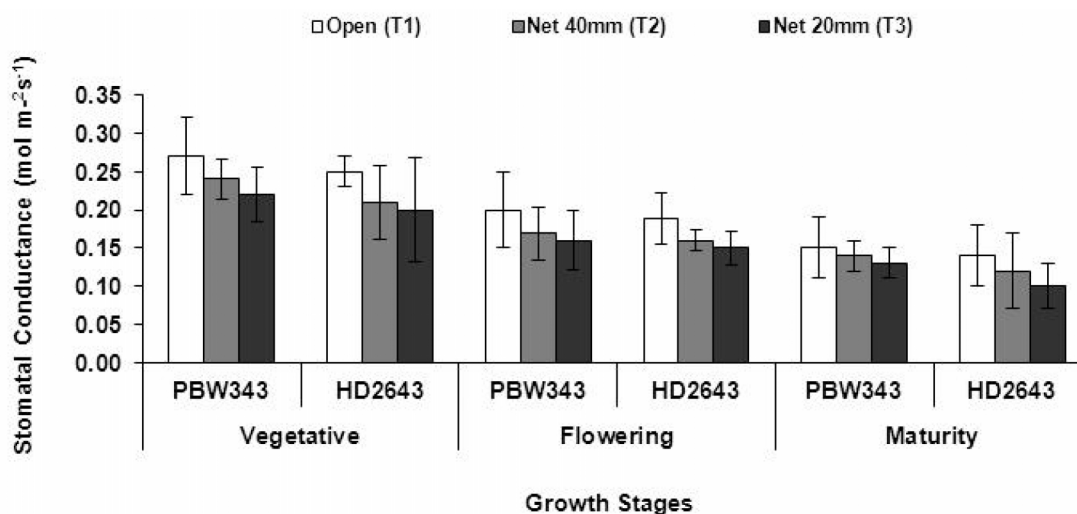 Open (T1) Net 40mm (T2) Net 20mm (T3)
Stomatal Conductance (mol m-²s⁻¹)
0.35
0.30
0.25
0.20
0.15
0.10
0.05
0.00
PBW343 HD2643 PBW343 HD2643 PBW343 HD2643
Vegetative Flowering Maturity
Growth Stages